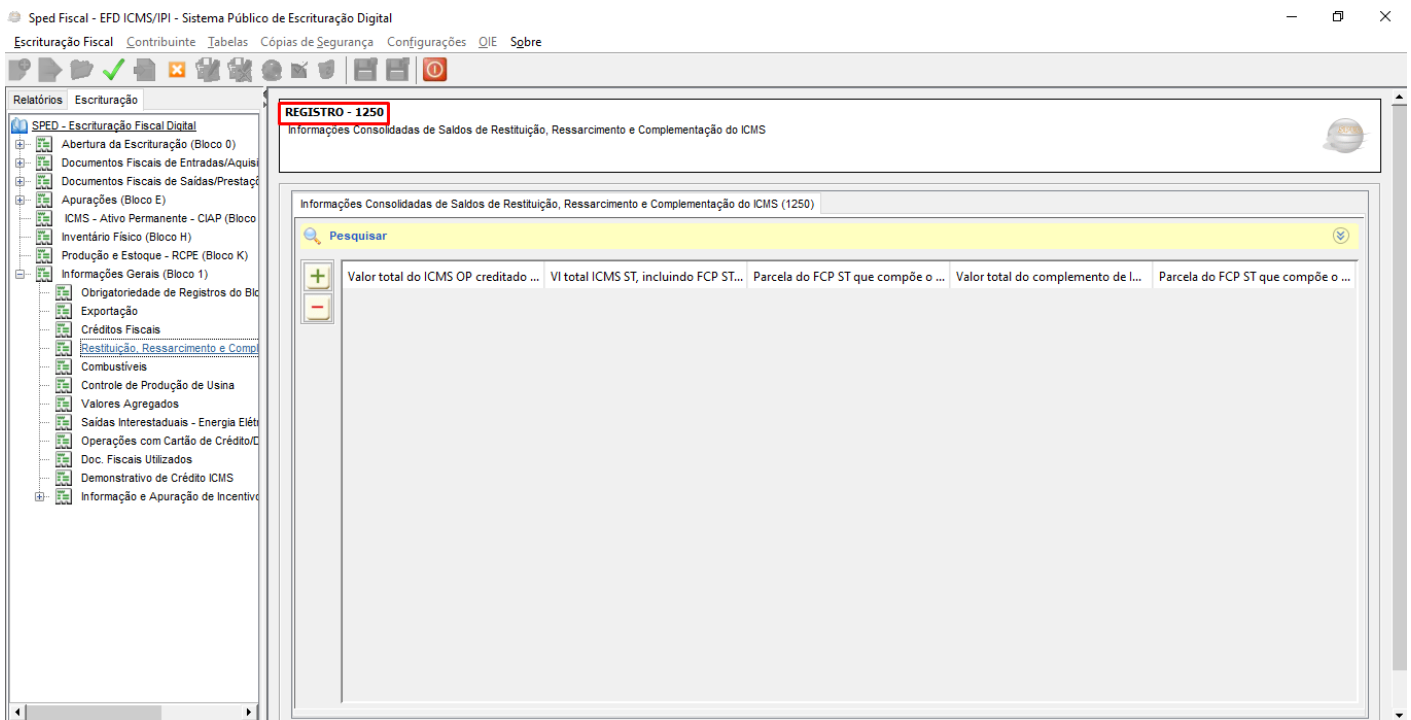 Sped Fiscal - EFD ICMS/IPI - Sistema Público de Escrituração Digital
Escrituração Fiscal Contribuinte Tabelas Cópias de Segurança Configurações OIE Sobre
Relatórios Escrituração
SPED - Escrituração Fiscal Digital
Abertura da Escrituração (Bloco 0)
Documentos Fiscais de Entradas/Aquisi
Documentos Fiscais de Saídas/Prestaçõ
Apurações (Bloco E)
ICMS - Ativo Permanente - CIAP (Bloco
Inventário Físico (Bloco H)
Produção e Estoque - RCPE (Bloco K)
Informações Gerais (Bloco 1)
Obrigatoriedade de Registros do Blo
Exportação
Créditos Fiscais
Restituição, Ressarcimento e Compl
Combustíveis
Controle de Produção de Usina
Valores Agregados
Saídas Interestaduais - Energia Elét
Operações com Cartão de Crédito/D
Doc. Fiscais Utilizados
Demonstrativo de Crédito ICMS
Informação e Apuração de Incentivo
REGISTRO - 1250
Informações Consolidadas de Saldos de Restituição, Ressarcimento e Complementação do ICMS
Informações Consolidadas de Saldos de Restituição, Ressarcimento e Complementação do ICMS (1250)
Pesquisar
Valor total do ICMS OP creditado ... Vl total ICMS ST, incluindo FCP ST... Parcela do FCP ST que compõe o ... Valor total do complemento de I... Parcela do FCP ST que compõe o ...